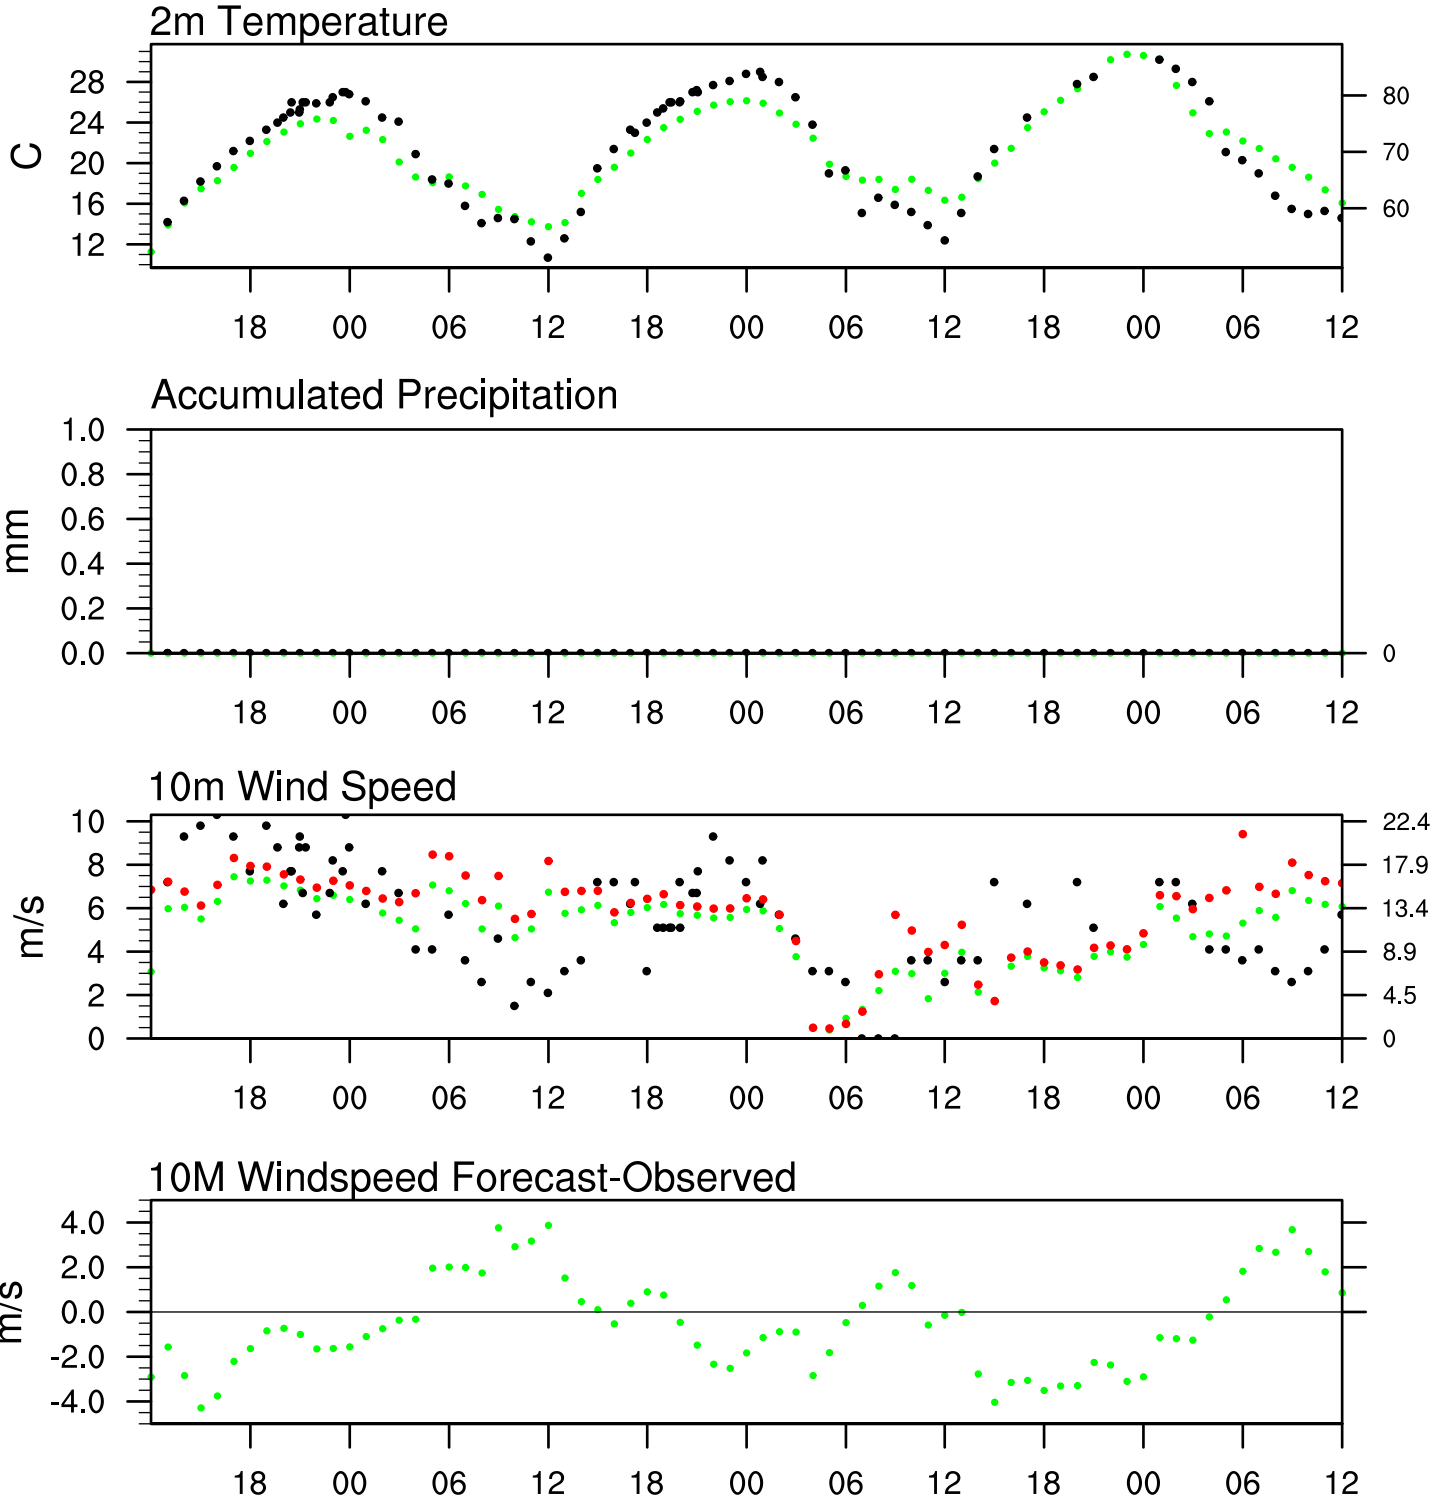 2m Temperature
C
28
24
20
16
12
80
70
60
18 00 06 12 18 00 06 12 18 00 06 12
Accumulated Precipitation
mm
1.0
0.8
0.6
0.4
0.2
0.0
0
18 00 06 12 18 00 06 12 18 00 06 12
10m Wind Speed
m/s
10
8
6
4
2
0
22.4
17.9
13.4
8.9
4.5
0
18 00 06 12 18 00 06 12 18 00 06 12
10M Windspeed Forecast-Observed
m/s
4.0
2.0
0.0
-2.0
-4.0
18 00 06 12 18 00 06 12 18 00 06 12